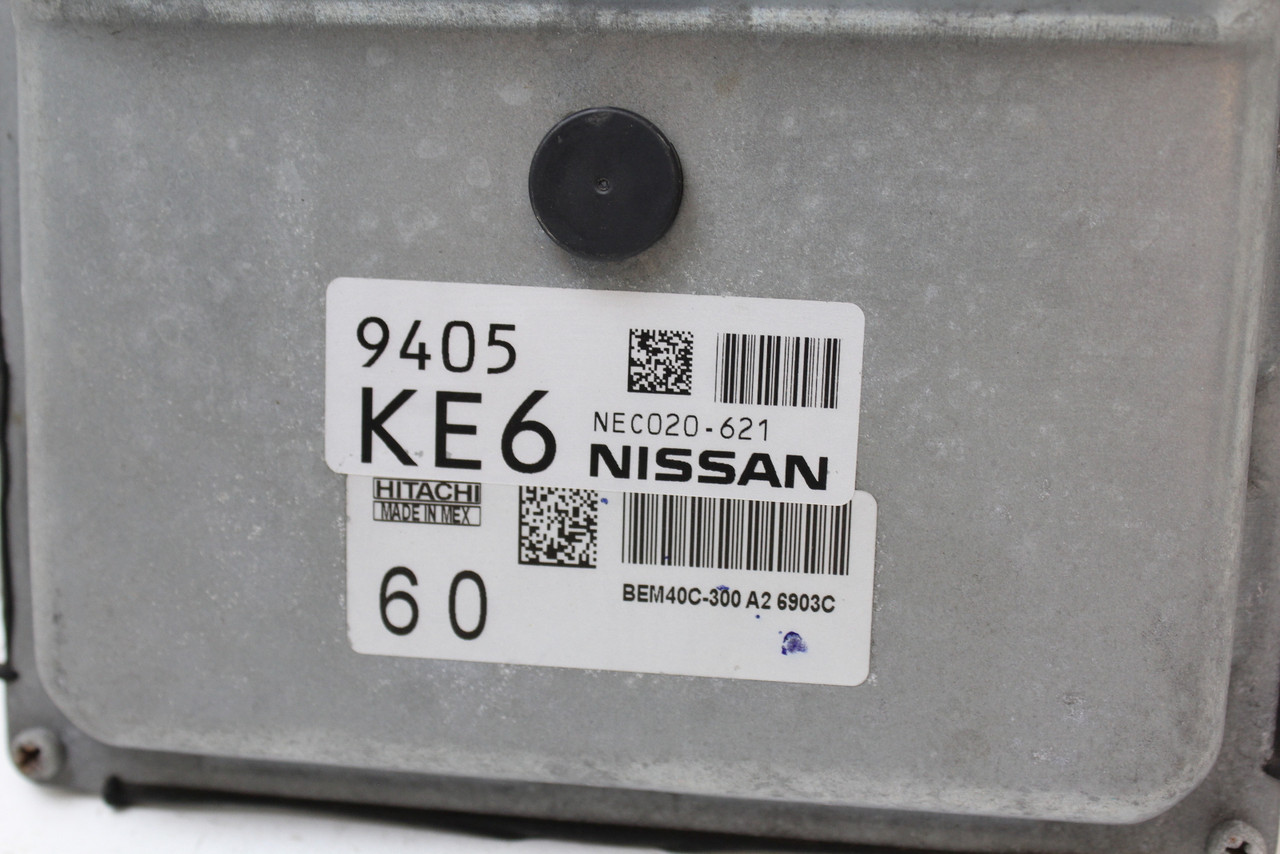 9405
KE6
NEC020-621
NISSAN
HITACHI
MADE IN MEX
60
BEM40C-300 A2 6903C